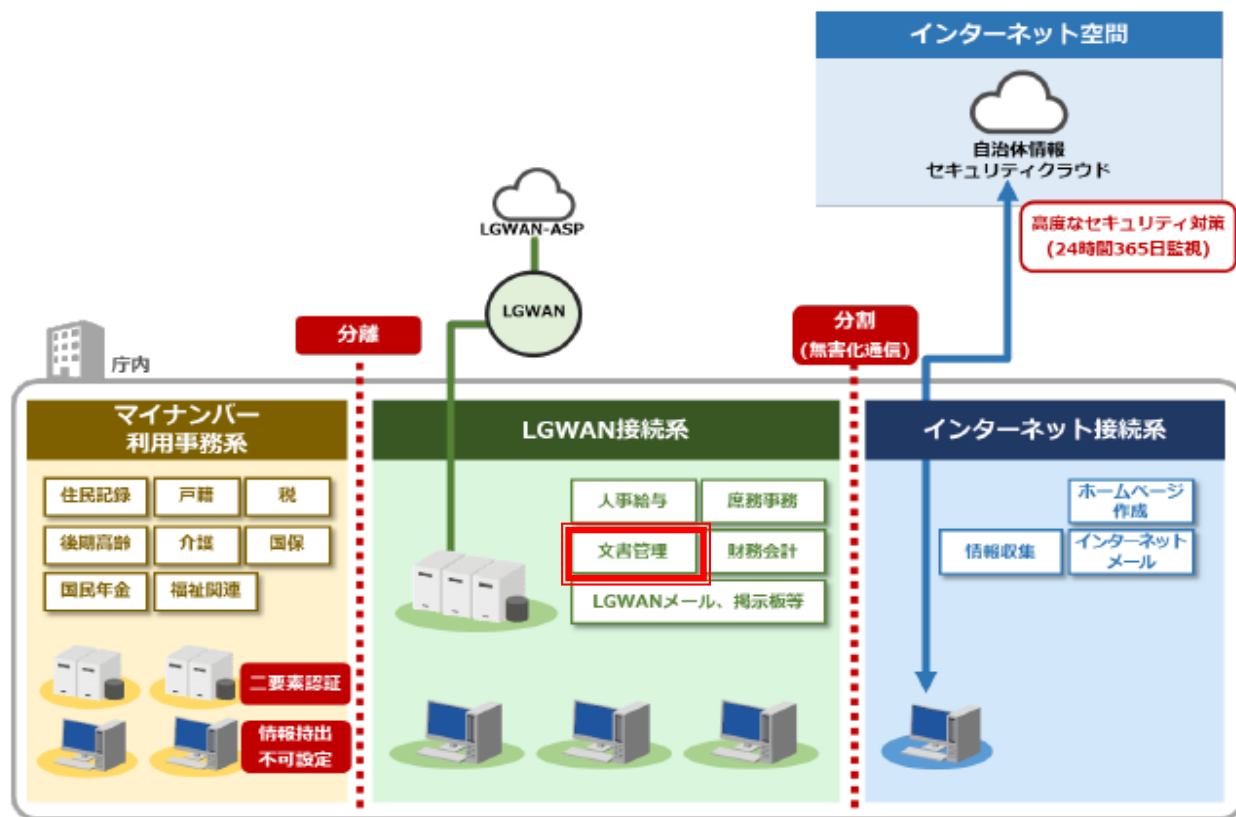 インターネット空間
自治体情報
セキュリティクラウド
高度なセキュリティ対策
(24時間365日監視)
LGWAN-ASP
LGWAN
分離
分割
(無害化通信)
庁内
マイナンバー
利用事務系
住民記録
戸籍
税
後期高齢
介護
国保
国民年金
福祉関連
二要素認証
情報持出
不可設定
LGWAN接続系
人事給与
庶務事務
文書管理
財務会計
LGWANメール、掲示板等
インターネット接続系
ホームページ
作成
情報収集
インターネット
メール